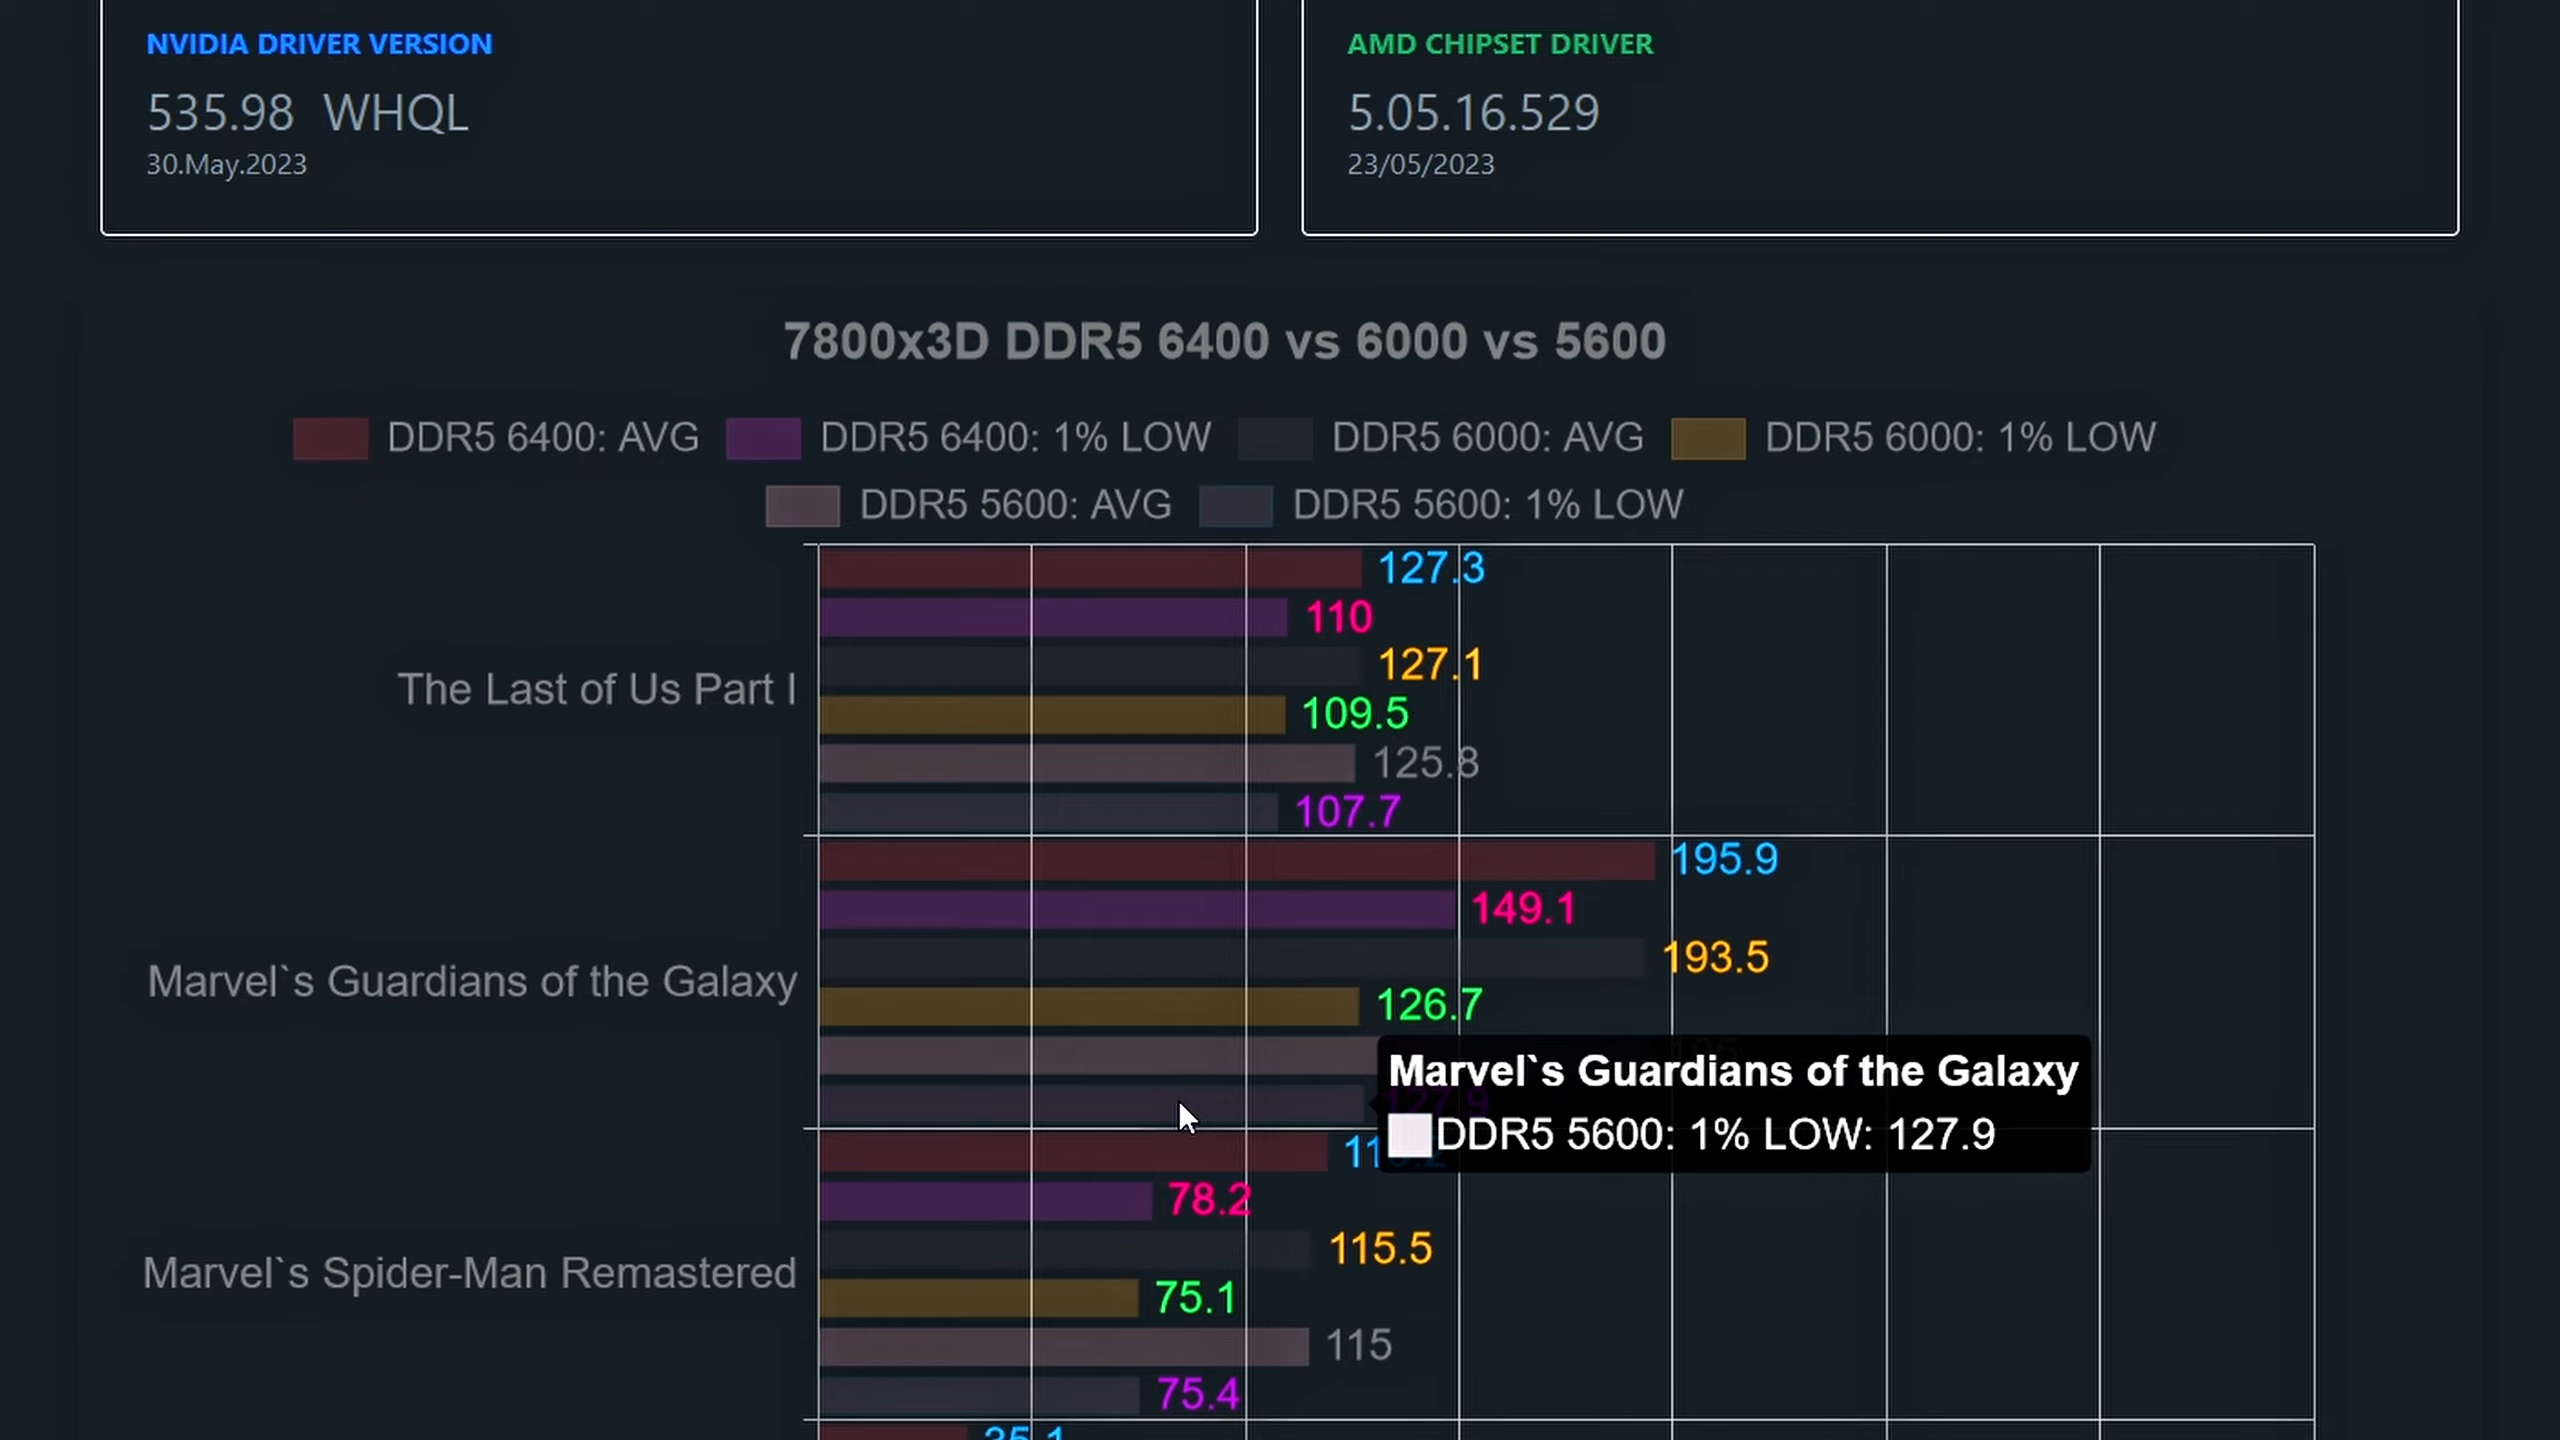 NVIDIA DRIVER VERSION
535.98 WHQL
30.May.2023
AMD CHIPSET DRIVER
5.05.16.529
23/05/2023
7800x3D DDR5 6400 vs 6000 vs 5600
DDR5 6400: AVG DDR5 6400: 1% LOW DDR5 6000: AVG DDR5 6000: 1% LOW
DDR5 5600: AVG DDR5 5600: 1% LOW
The Last of Us Part I
127.3
110
127.1
109.5
125.8
107.7
Marvel`s Guardians of the Galaxy
195.9
149.1
193.5
126.7
Marvel`s Guardians of the Galaxy
DDR5 5600: 1% LOW: 127.9
Marvel`s Spider-Man Remastered
78.2
115.5
75.1
115
75.4